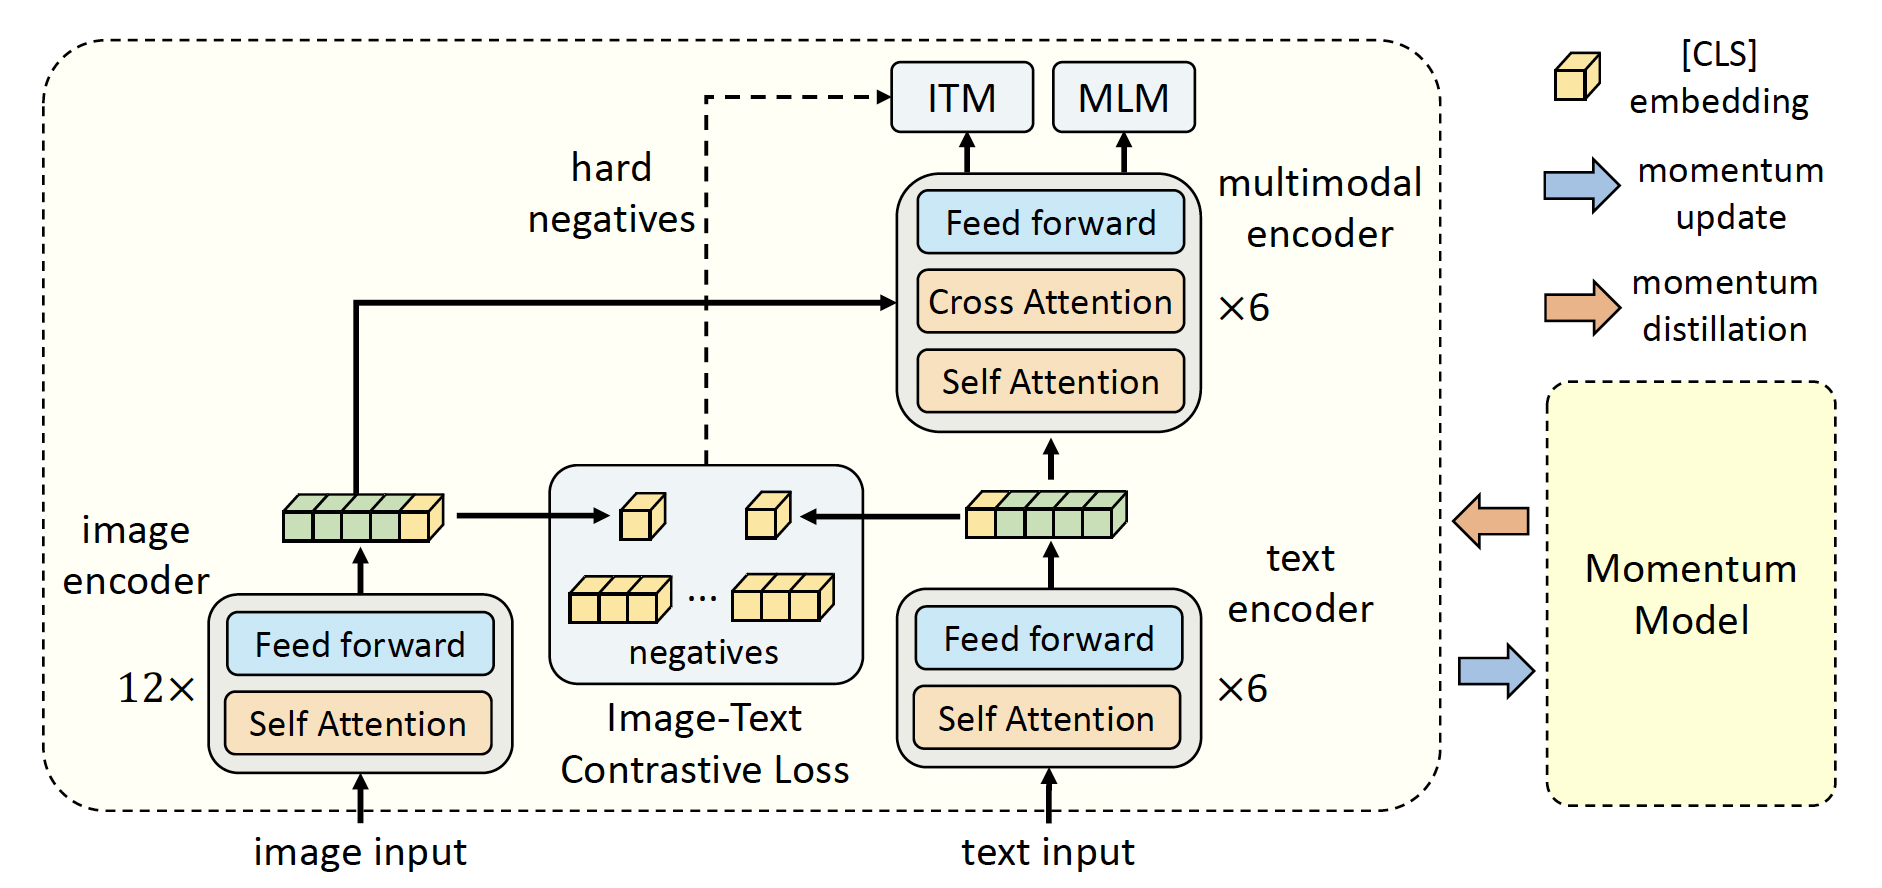 [CLS]
embedding
momentum
update
momentum
distillation
ITM
MLM
hard
negatives
multimodal
encoder
Feed forward
Cross Attention
Self Attention
×6
image
encoder
Feed forward
Self Attention
12×
...
negatives
Image-Text
Contrastive Loss
text
encoder
Feed forward
Self Attention
×6
Momentum
Model
image input
text input